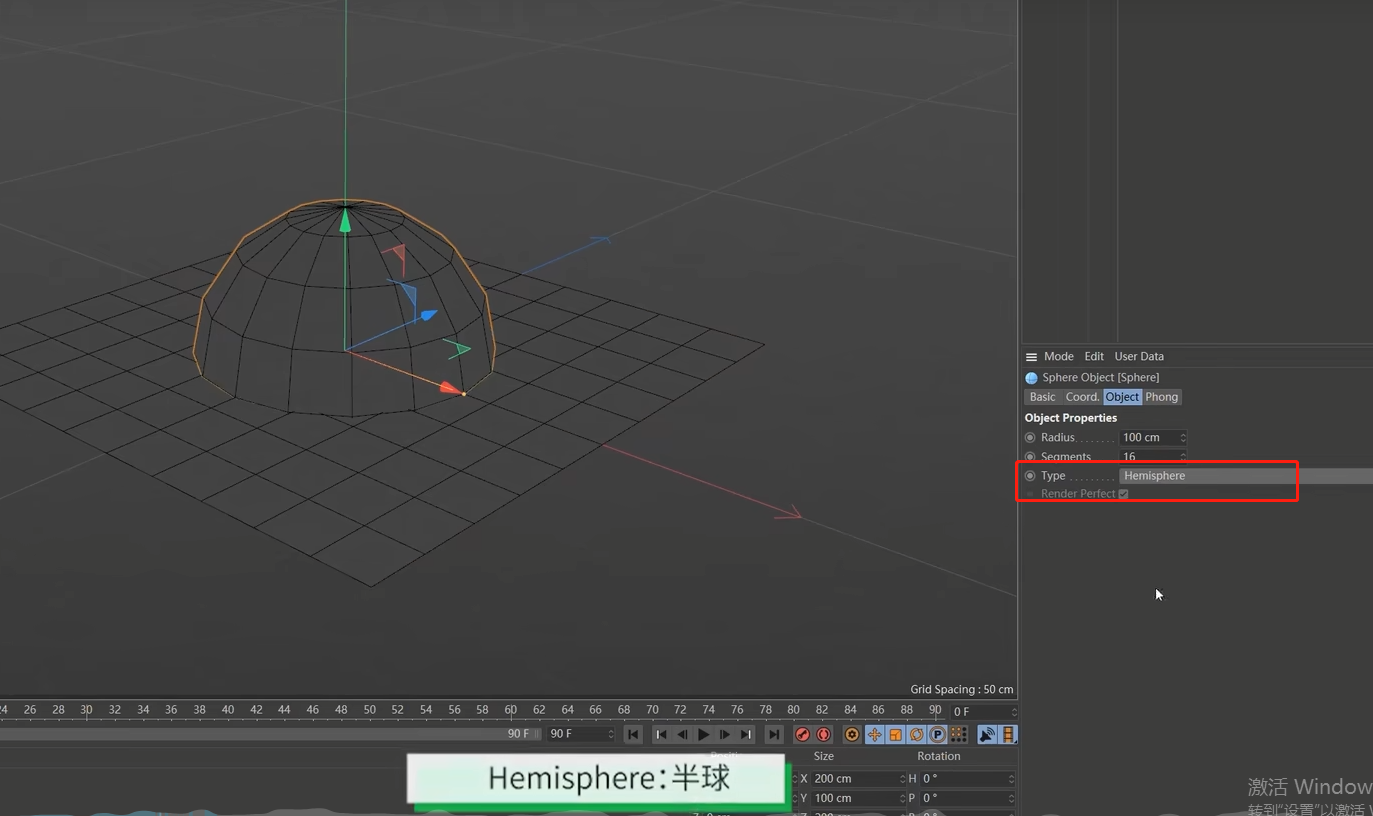 Mode Edit User Data
Sphere Object [Sphere]
Basic Coord. Object Phong
Object Properties
Radius 100 cm
Segments 16
Type Hemisphere
Render Perfect
Grid Spacing : 50 cm
26 28 30 32 34 36 38 40 42 44 46 48 50 52 54 56 58 60 62 64 66 68 70 72 74 76 78 80 82 84 86 88 90 0 F
90 F 90 F
P
Size Rotation
X 200 cm H 0 °
Y 100 cm P 0 °
Hemisphere：半球
激活 Window
转到"设置"以激活